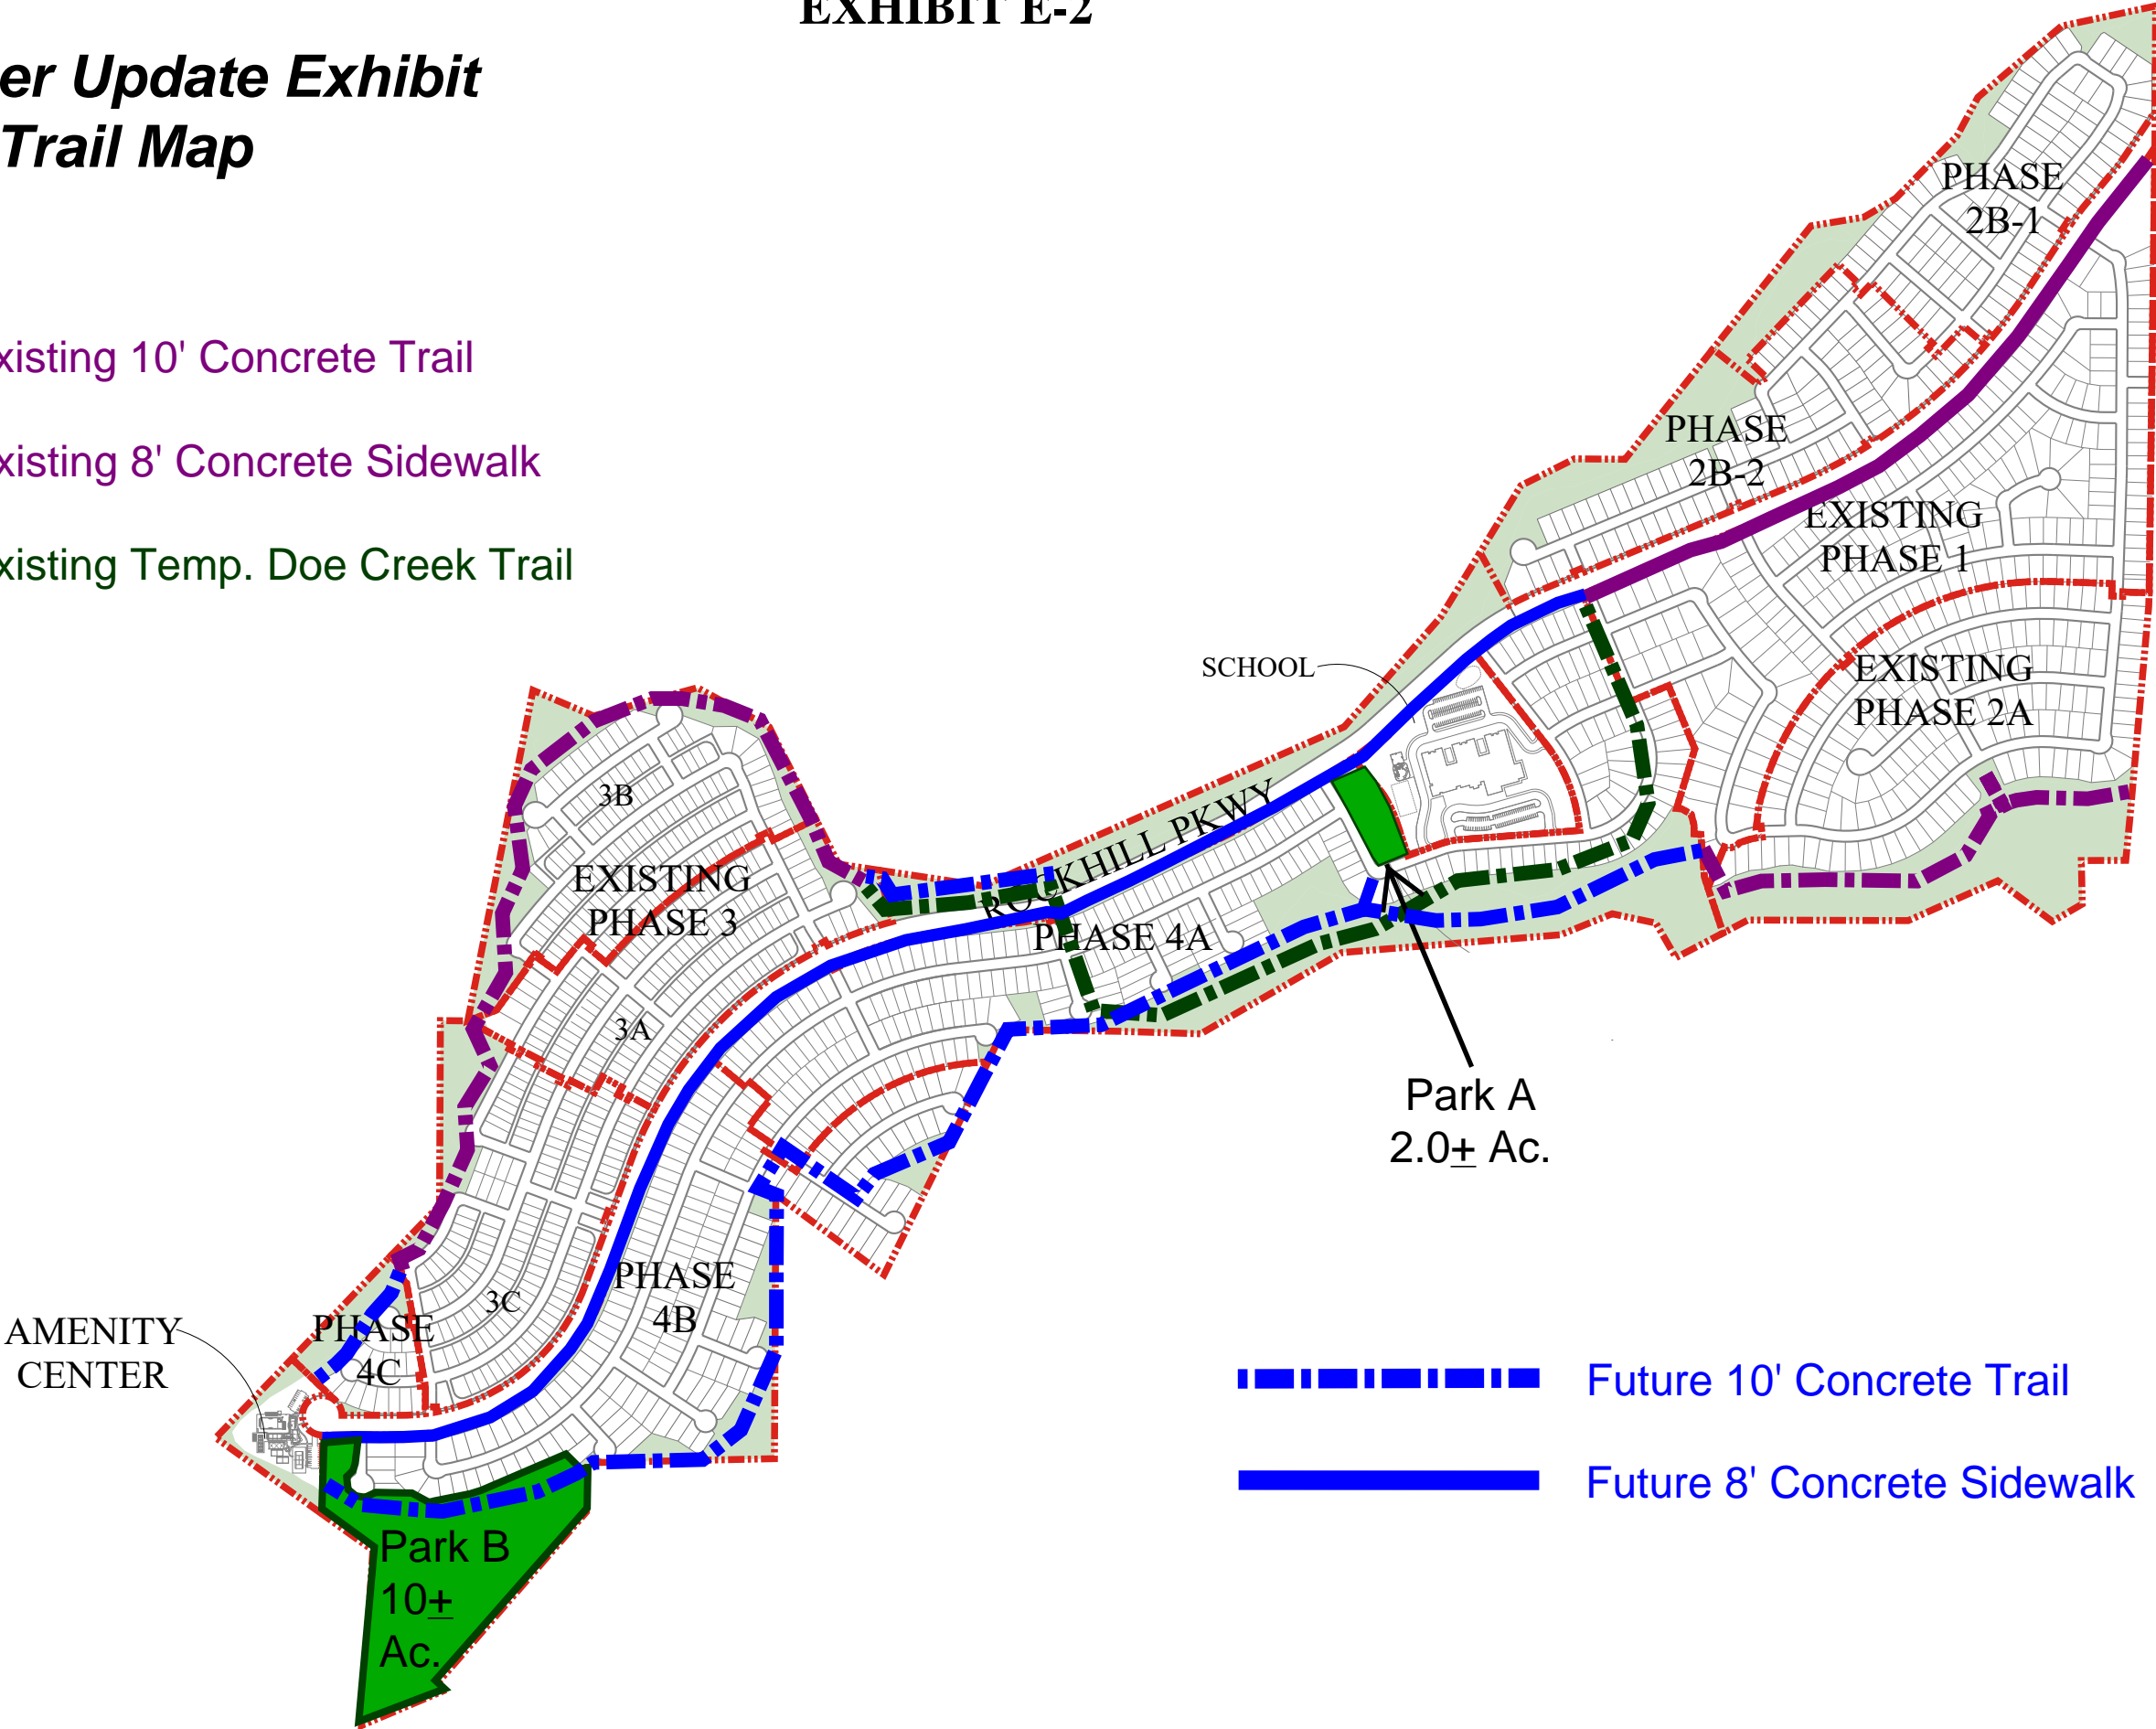 EXHIBIT E-2
er Update Exhibit
Trail Map
xisting 10' Concrete Trail
xisting 8' Concrete Sidewalk
xisting Temp. Doe Creek Trail
PHASE
2B-1
PHASE
2B-2
EXISTING
PHASE 1
EXISTING
PHASE 2A
SCHOOL
ROCKHILL PKWY
3B
EXISTING
PHASE 3
3A
PHASE 4A
Park A
2.0± Ac.
3C
PHASE
4B
AMENITY
CENTER
PHASE
4C
Park B
10±
Ac.
Future 10' Concrete Trail
Future 8' Concrete Sidewalk